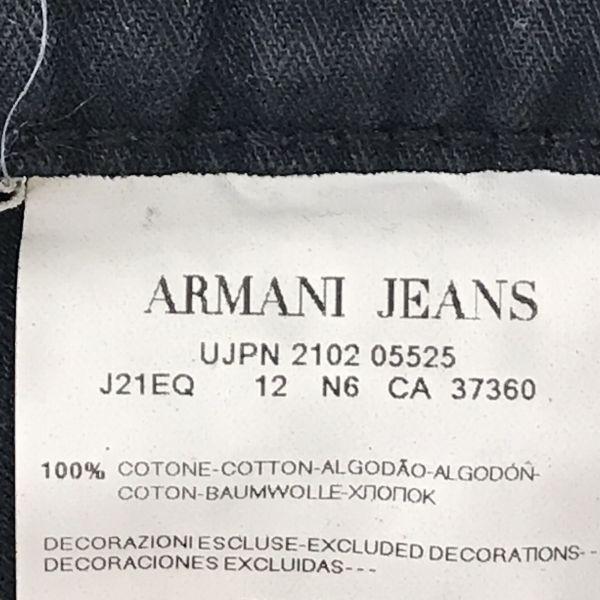 ARMANI JEANS
UJPN 2102 05525
J21EQ 12 N6 CA 37360
100% COTONE-COTTON-ALGODÃO-ALGODÓN-
COTON-BAUMWOLLE-ХЛОПОК
DECORAZIONI ESCLUSE-EXCLUDED DECORATIONS--
DECORACIONES EXCLUIDAS---